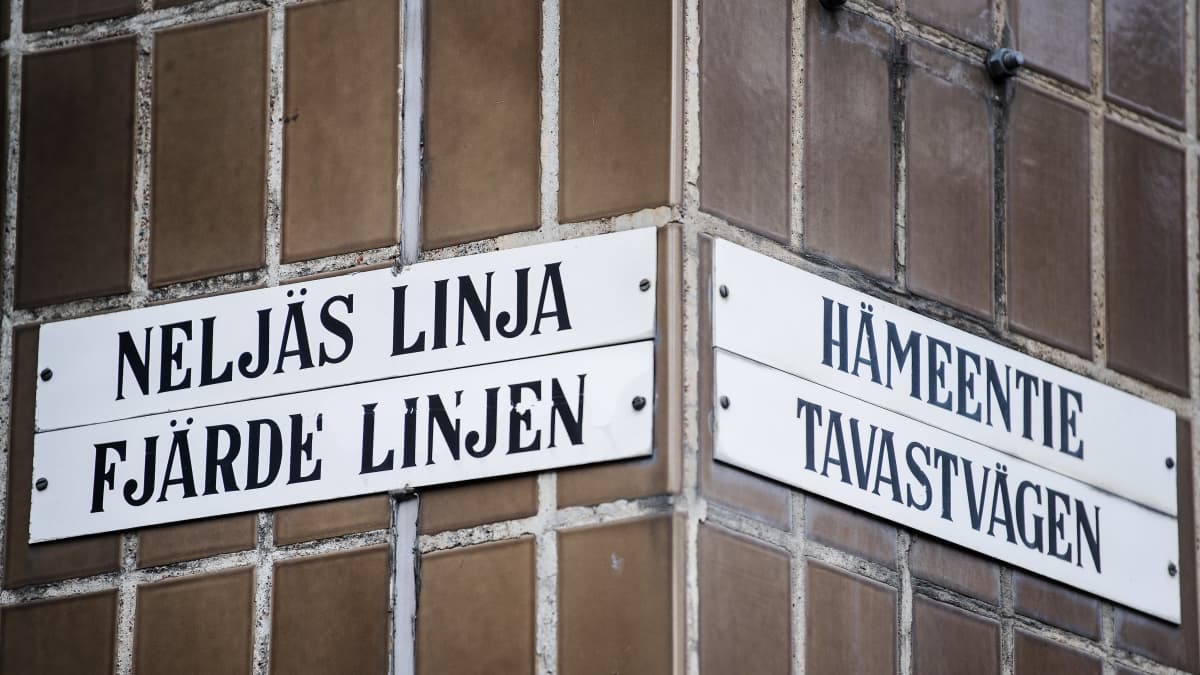 NELJÄS LINJA
FJÄRDE LINJEN
HÄMEENTIE
TAVASTVÄGEN